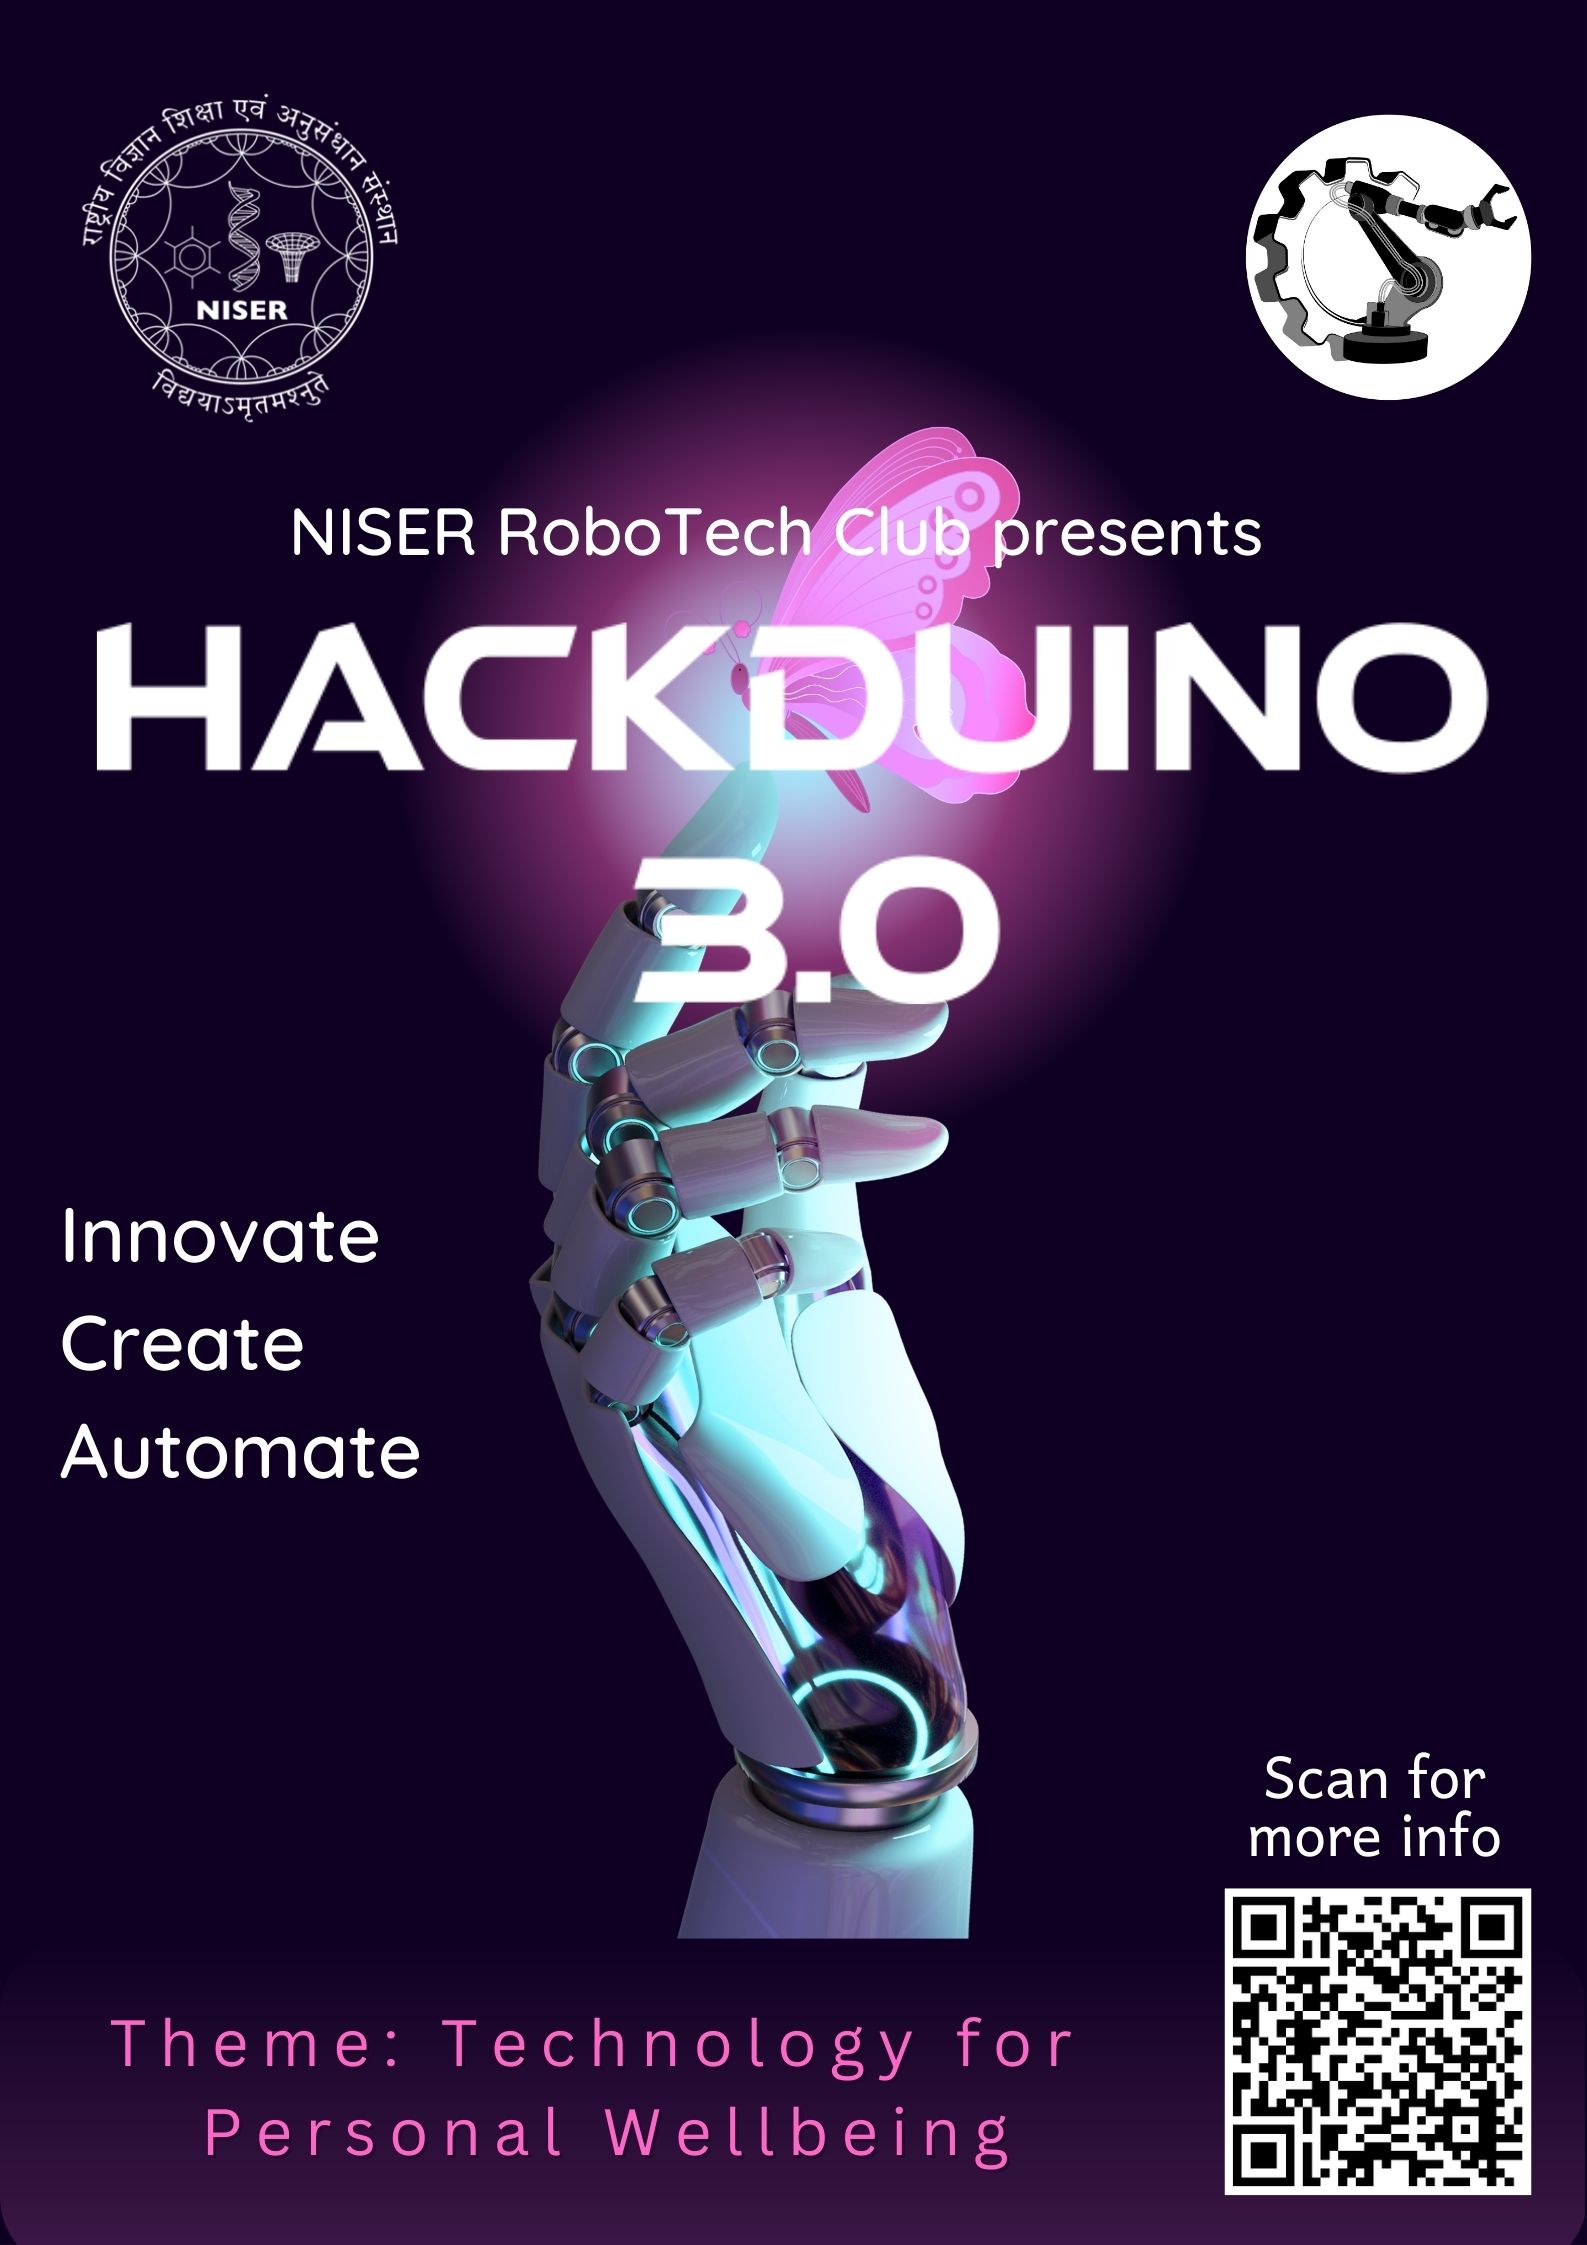 राष्ट्रीय विज्ञान शिक्षा एवं अनुसंधान संस्थान
NISER
विद्ययाऽमृतमश्नुते
NISER RoboTech Club presents
HACKDUINO
3.0
Innovate
Create
Automate
Scan for
more info
Theme: Technology for
Personal Wellbeing